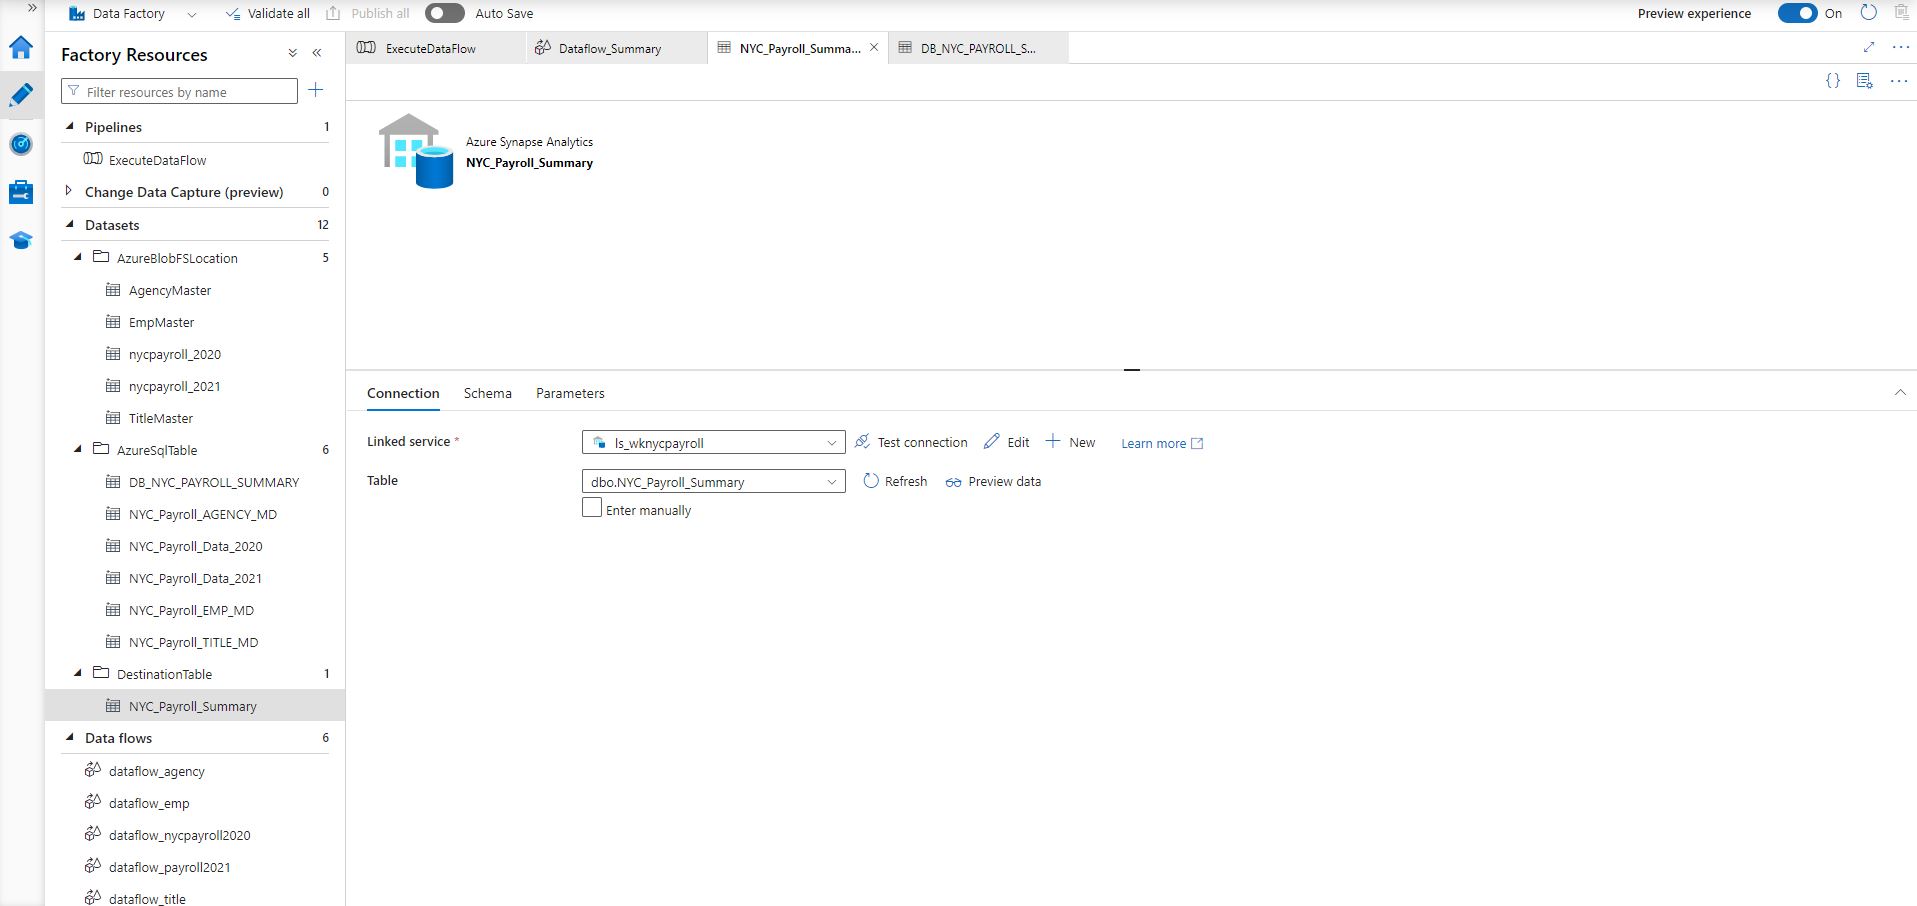 Data Factory
Validate all
Publish all
Auto Save
Preview experience
On
Factory Resources
Filter resources by name
Pipelines 1
ExecuteDataFlow
Change Data Capture (preview) 0
Datasets 12
AzureBlobFSLocation 5
AgencyMaster
EmpMaster
nycpayroll_2020
nycpayroll_2021
TitleMaster
AzureSqlTable 6
DB_NYC_PAYROLL_SUMMARY
NYC_Payroll_AGENCY_MD
NYC_Payroll_Data_2020
NYC_Payroll_Data_2021
NYC_Payroll_EMP_MD
NYC_Payroll_TITLE_MD
DestinationTable 1
NYC_Payroll_Summary
Data flows 6
dataflow_agency
dataflow_emp
dataflow_nycpayroll2020
dataflow_payroll2021
dataflow_title
ExecuteDataFlow
Dataflow_Summary
NYC_Payroll_Summa...
DB_NYC_PAYROLL_S...
Azure Synapse Analytics
NYC_Payroll_Summary
Connection
Schema
Parameters
Linked service *
ls_wknycpayroll
Test connection
Edit
New
Learn more
Table
dbo.NYC_Payroll_Summary
Refresh
Preview data
Enter manually